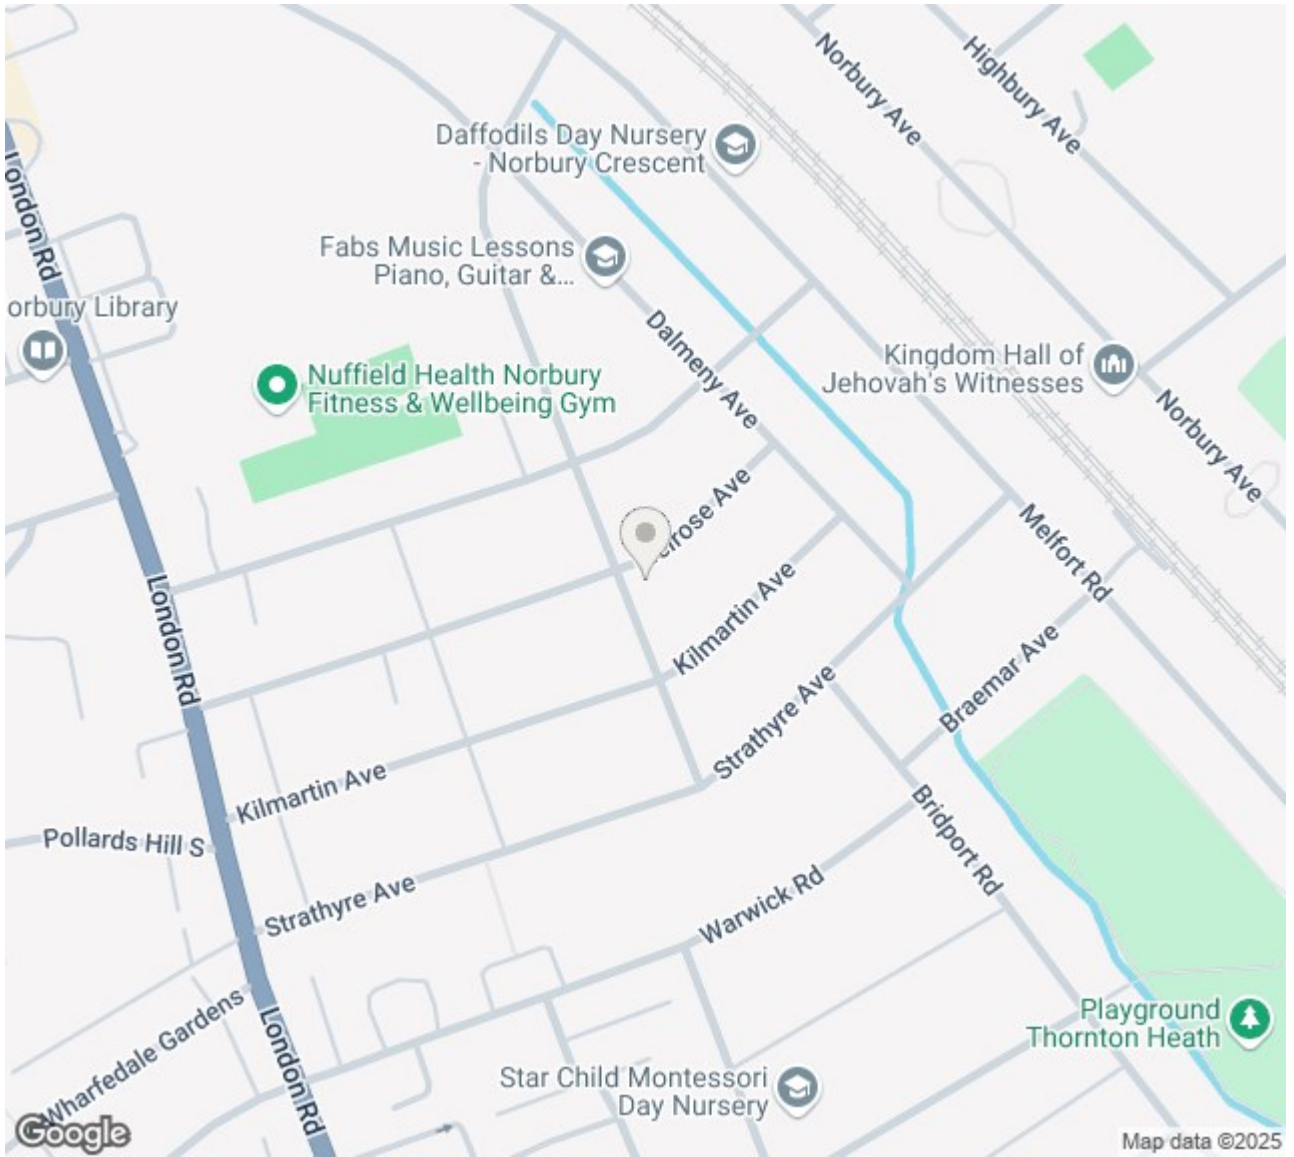 Norbury Ave
Highbury Ave
Daffodils Day Nursery
- Norbury Crescent
London Rd
Fabs Music Lessons
Piano, Guitar &...
orbury Library
Dalmeny Ave
Kingdom Hall of
Jehovah's Witnesses
Nuffield Health Norbury
Fitness & Wellbeing Gym
Norbury Ave
elrose Ave
Melfort Rd
London Rd
Kilmartin Ave
Braemar Ave
Strathyre Ave
Kilmartin Ave
Pollards Hill S
Bridport Rd
Strathyre Ave
Warwick Rd
Wharfedale Gardens
London Rd
Playground
Thornton Heath
Star Child Montessori
Day Nursery
Google
Map data ©2025